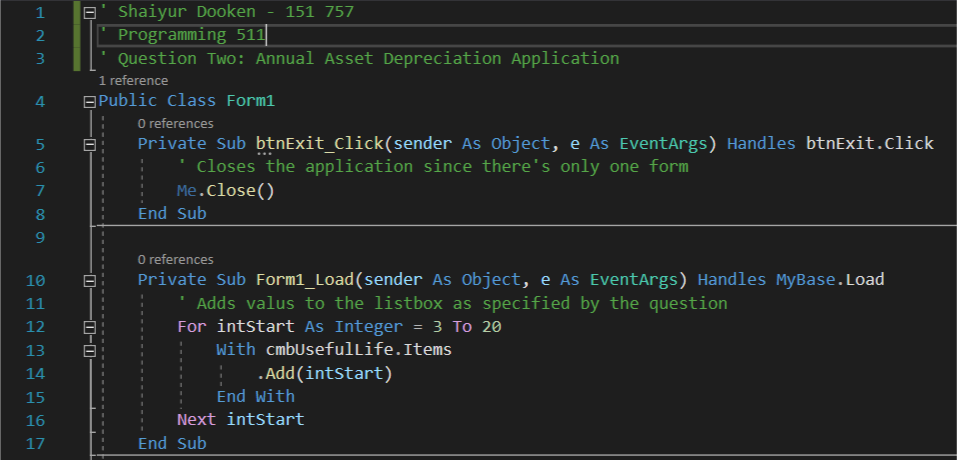 1 ' Shaiyur Dooken - 151 757
2 ' Programming 511
3 ' Question Two: Annual Asset Depreciation Application
1 reference
4 Public Class Form1
0 references
5 Private Sub btnExit_Click(sender As Object, e As EventArgs) Handles btnExit.Click
6 ' Closes the application since there's only one form
7 Me.Close()
8 End Sub
9
0 references
10 Private Sub Form1_Load(sender As Object, e As EventArgs) Handles MyBase.Load
11 ' Adds valus to the listbox as specified by the question
12 For intStart As Integer = 3 To 20
13 With cmbUsefulLife.Items
14 .Add(intStart)
15 End With
16 Next intStart
17 End Sub